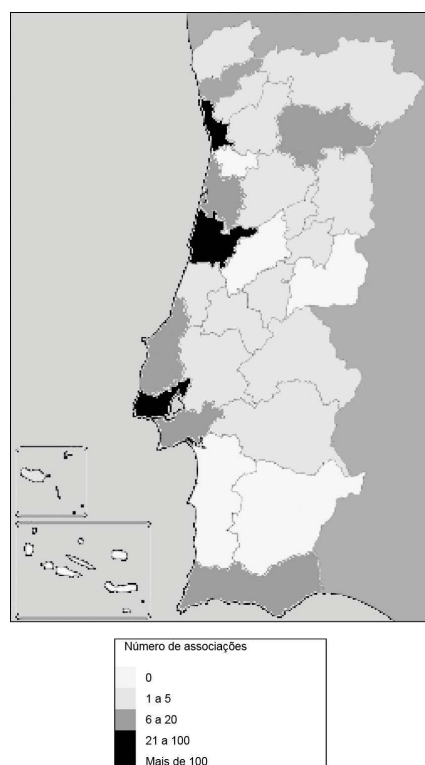 Número de associações
0
1 a 5
6 a 20
21 a 100
Mais de 100